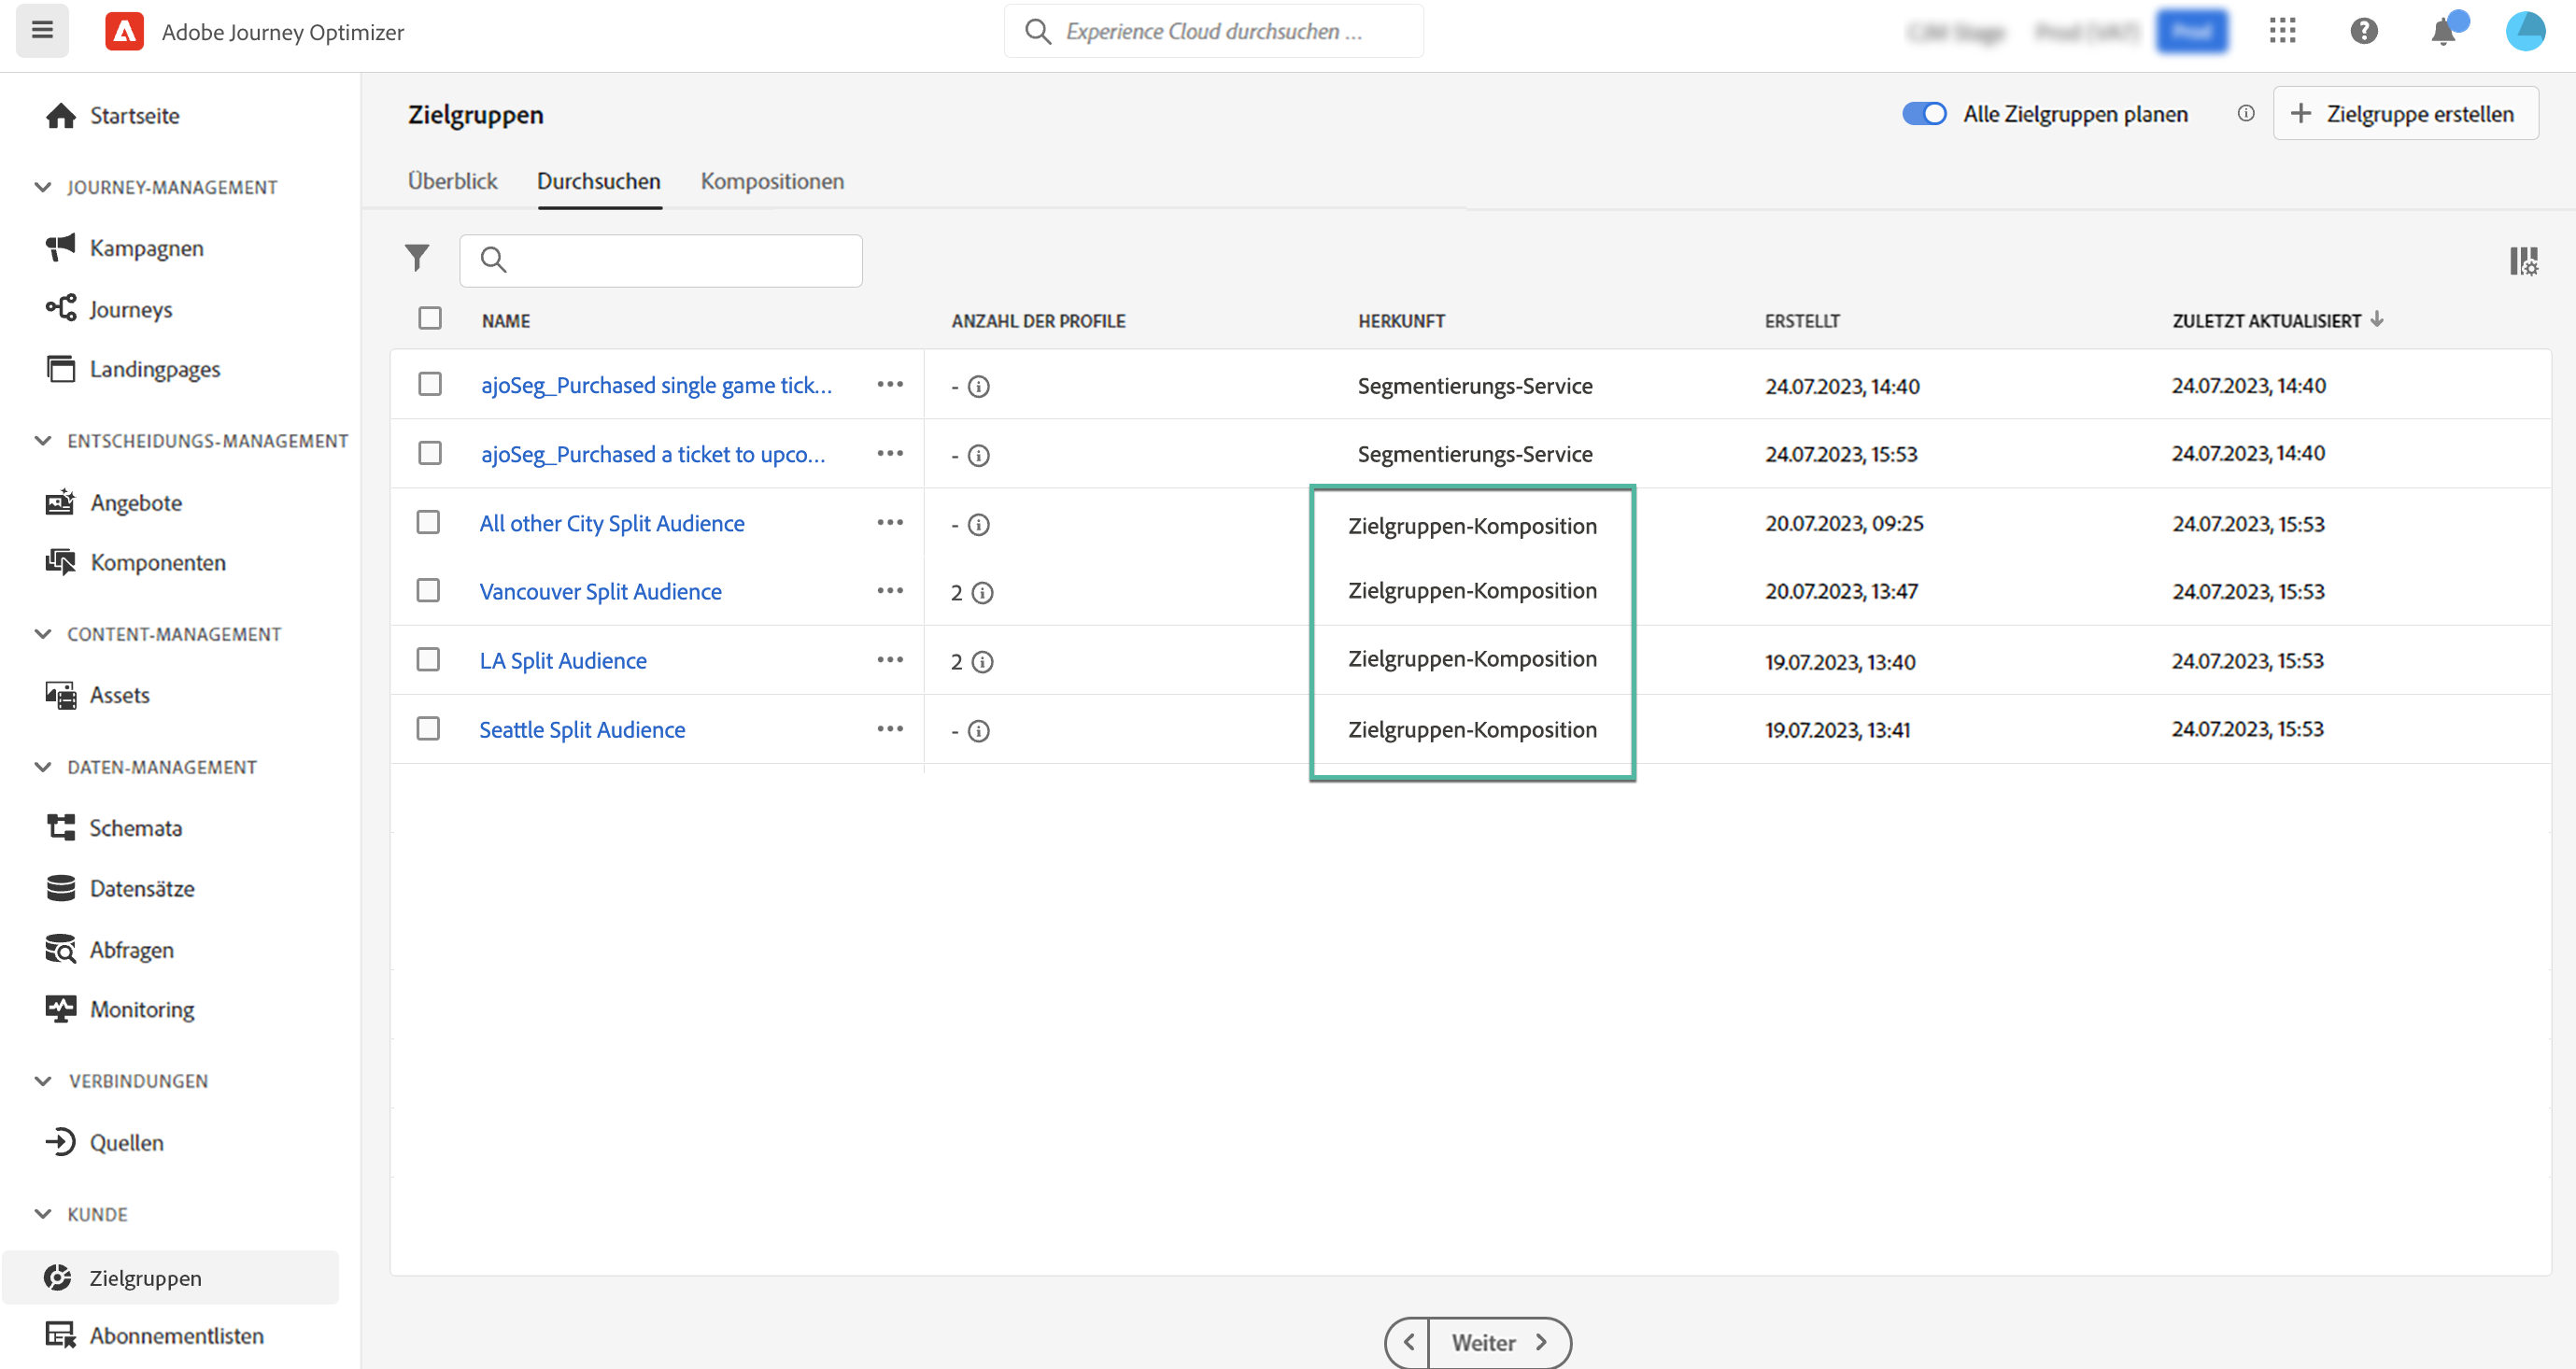 Adobe Journey Optimizer
Experience Cloud durchsuchen ...
Prod
Startseite
JOURNEY-MANAGEMENT
Kampagnen
Journeys
Landingpages
ENTSCHEIDUNGS-MANAGEMENT
Angebote
Komponenten
CONTENT-MANAGEMENT
Assets
DATEN-MANAGEMENT
Schemata
Datensätze
Abfragen
Monitoring
VERBINDUNGEN
Quellen
KUNDE
Zielgruppen
Abonnementlisten
Zielgruppen
Alle Zielgruppen planen
Zielgruppe erstellen
Überblick Durchsuchen Kompositionen
NAME ANZAHL DER PROFILE HERKUNFT ERSTELLT ZULETZT AKTUALISIERT
ajoSeg_Purchased single game tick... - Segmentierungs-Service 24.07.2023, 14:40 24.07.2023, 14:40
ajoSeg_Purchased a ticket to upco... - Segmentierungs-Service 24.07.2023, 15:53 24.07.2023, 14:40
All other City Split Audience - Zielgruppen-Komposition 20.07.2023, 09:25 24.07.2023, 15:53
Vancouver Split Audience 2 Zielgruppen-Komposition 20.07.2023, 13:47 24.07.2023, 15:53
LA Split Audience 2 Zielgruppen-Komposition 19.07.2023, 13:40 24.07.2023, 15:53
Seattle Split Audience - Zielgruppen-Komposition 19.07.2023, 13:41 24.07.2023, 15:53
Weiter